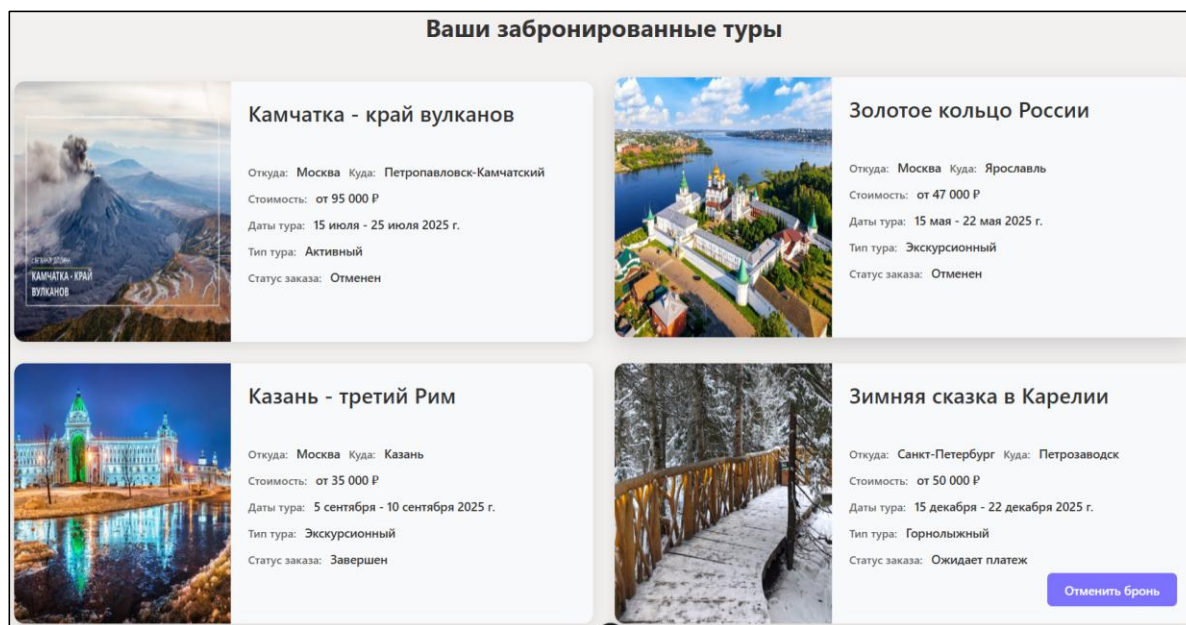 Ваши забронированные туры
Камчатка - край вулканов
Откуда: Москва Куда: Петропавловск-Камчатский
Стоимость: от 95 000 ₽
Даты тура: 15 июля - 25 июля 2025 г.
Тип тура: Активный
Статус заказа: Отменен
КАМЧАТКА - КРАЙ
ВУЛКАНОВ
Золотое кольцо России
Откуда: Москва Куда: Ярославль
Стоимость: от 47 000 ₽
Даты тура: 15 мая - 22 мая 2025 г.
Тип тура: Экскурсионный
Статус заказа: Отменен
Казань - третий Рим
Откуда: Москва Куда: Казань
Стоимость: от 35 000 ₽
Даты тура: 5 сентября - 10 сентября 2025 г.
Тип тура: Экскурсионный
Статус заказа: Завершен
Зимняя сказка в Карелии
Откуда: Санкт-Петербург Куда: Петрозаводск
Стоимость: от 50 000 ₽
Даты тура: 15 декабря - 22 декабря 2025 г.
Тип тура: Горнолыжный
Статус заказа: Ожидает платеж
Отменить бронь